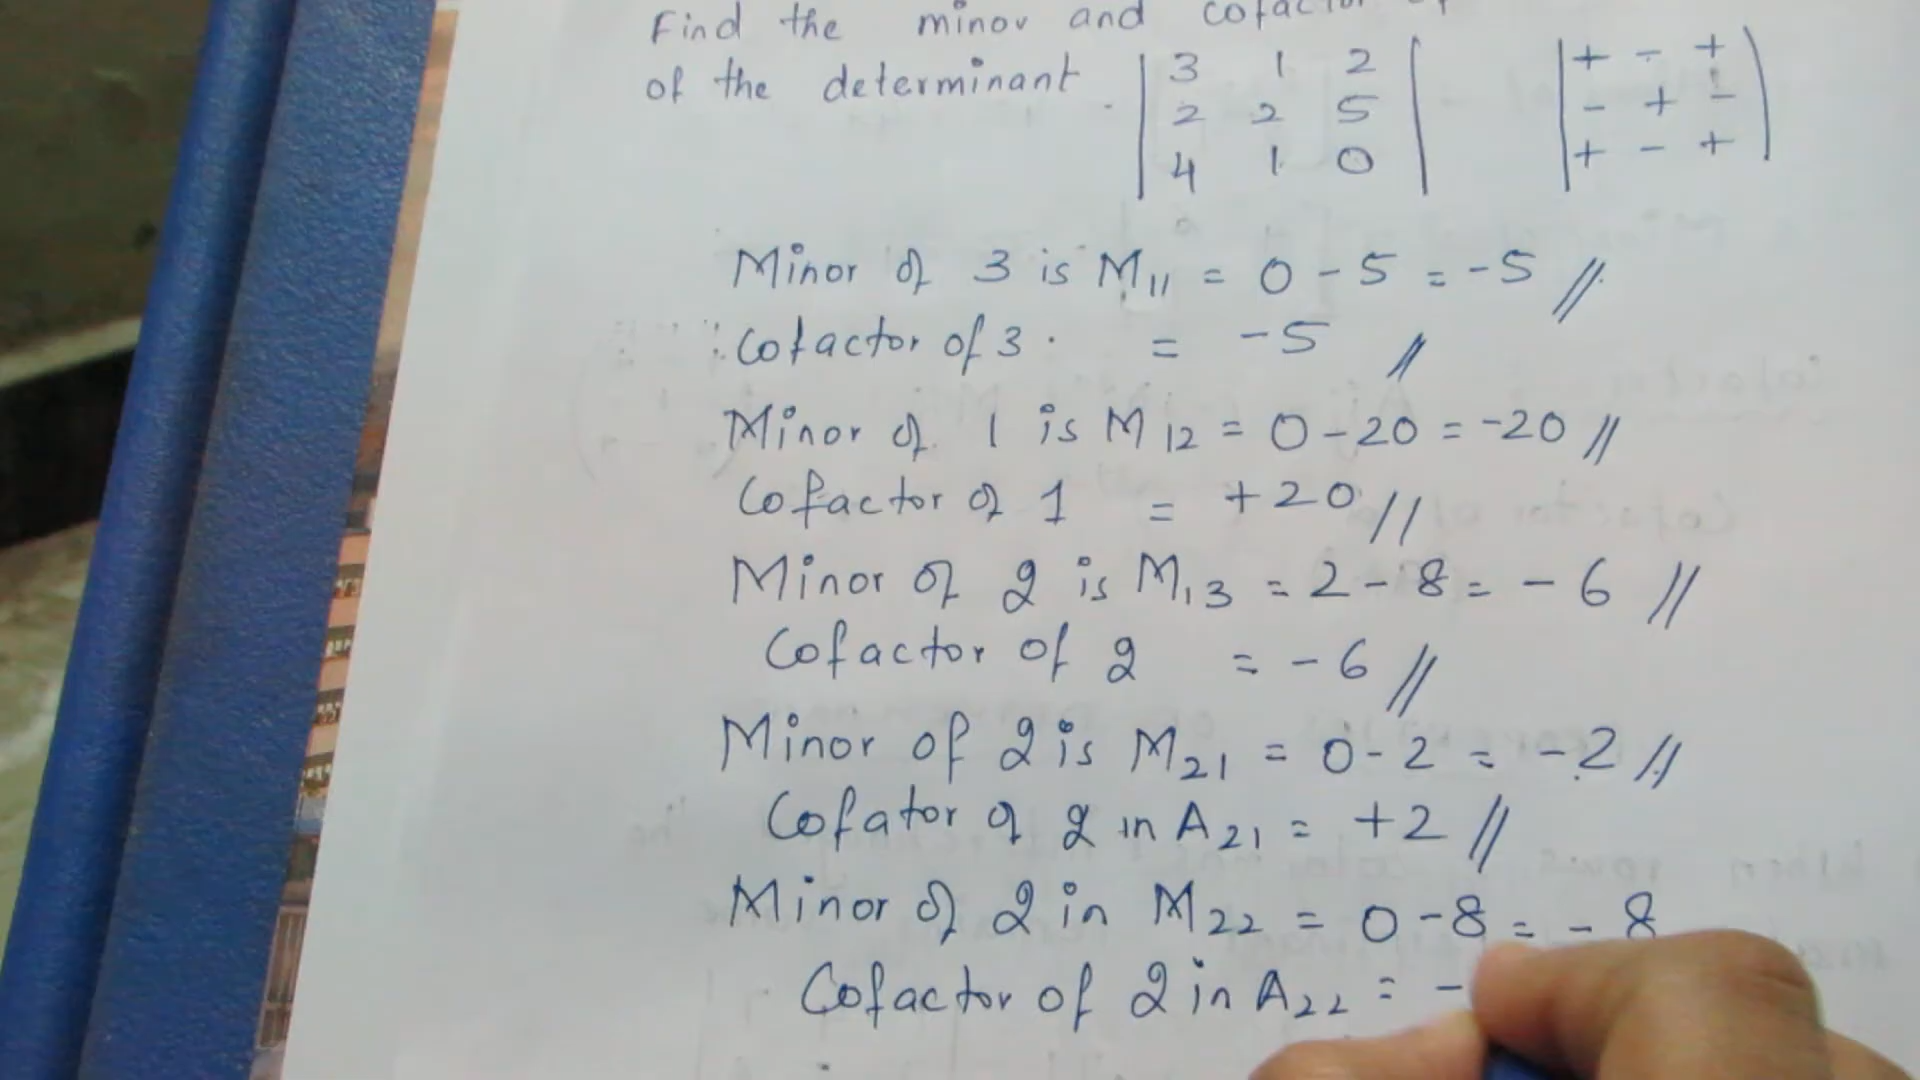 Find the minor and cofactor of
of the determinant | 3 1 2 | | + - + |
| 2 2 5 | | - + - |
| 4 1 0 | | + - + |
Minor of 3 is M11 = 0 - 5 = -5 //
Cofactor of 3 = -5 //
Minor of 1 is M12 = 0 - 20 = -20 //
Cofactor of 1 = +20 //
Minor of 2 is M13 = 2 - 8 = - 6 //
Cofactor of 2 = - 6 //
Minor of 2 is M21 = 0 - 2 = -2 //
Cofator of 2 in A21 = +2 //
Minor of 2 in M22 = 0 - 8 = - 8
Cofactor of 2 in A22 = -